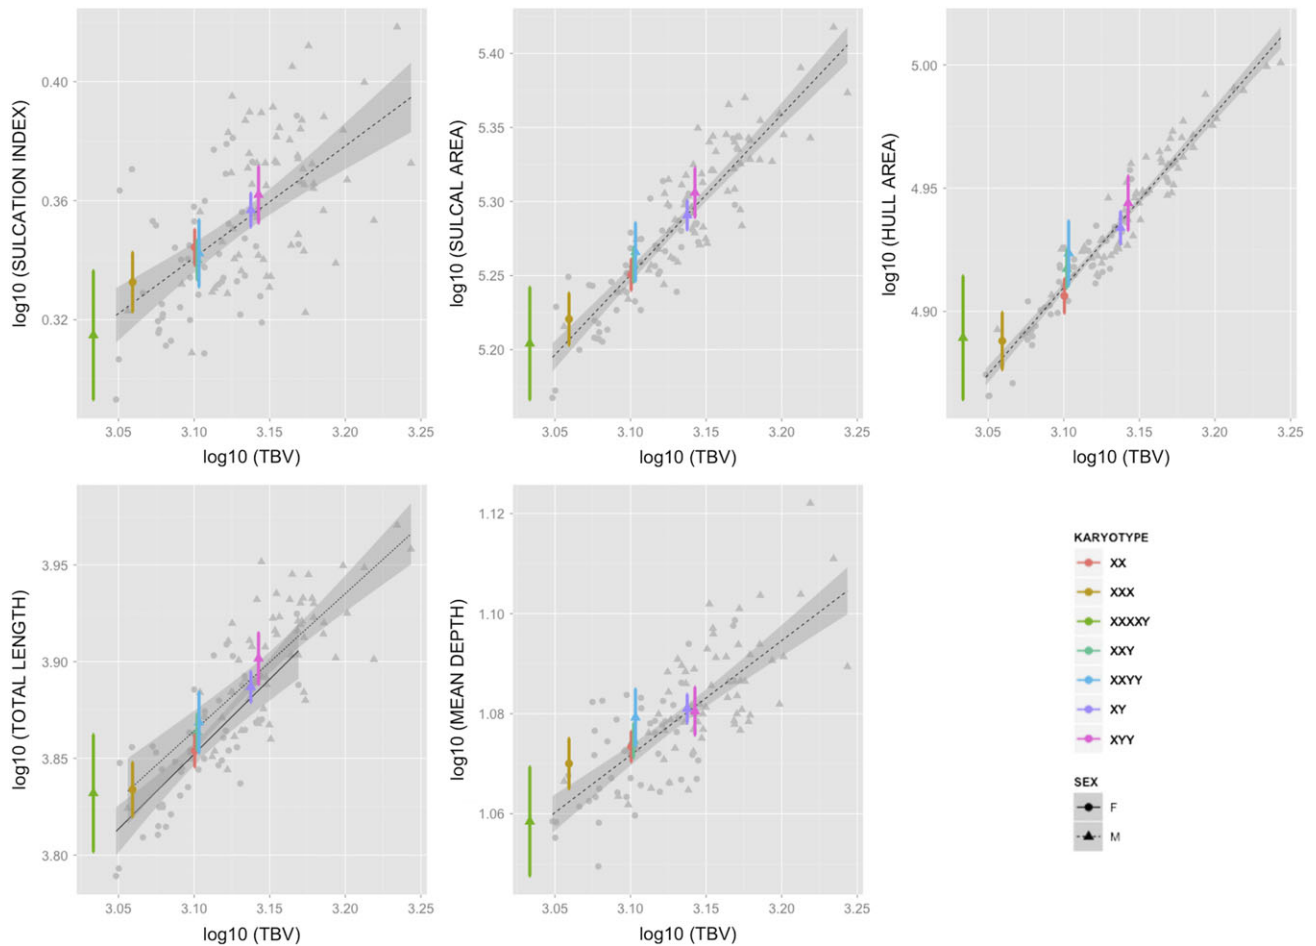 log10 (SULCATION INDEX)
0.40
0.36
0.32
3.05 3.10 3.15 3.20 3.25
log10 (TBV)
log10 (SULCAL AREA)
5.40
5.35
5.30
5.25
5.20
3.05 3.10 3.15 3.20 3.25
log10 (TBV)
log10 (HULL AREA)
5.00
4.95
4.90
3.05 3.10 3.15 3.20 3.25
log10 (TBV)
log10 (TOTAL LENGTH)
3.95
3.90
3.85
3.80
3.05 3.10 3.15 3.20 3.25
log10 (TBV)
log10 (MEAN DEPTH)
1.12
1.10
1.08
1.06
3.05 3.10 3.15 3.20 3.25
log10 (TBV)
KARYOTYPE
XX
XXX
XXXXY
XXY
XXYY
XY
XYY
SEX
F
M